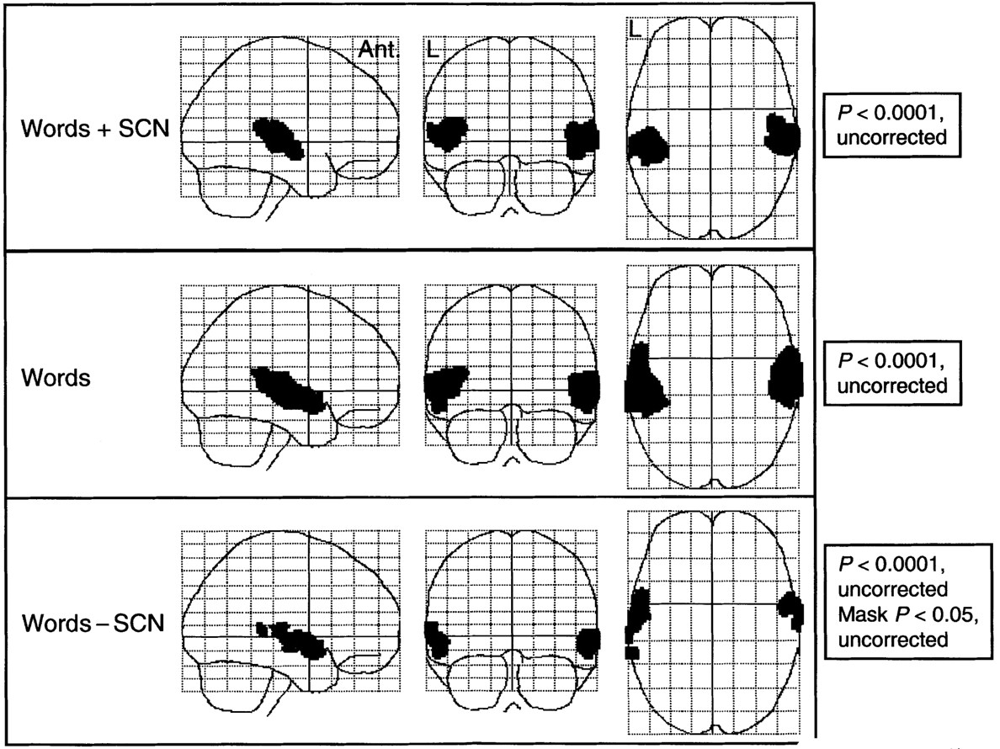 Ant.
L
L
Words + SCN
P < 0.0001,
uncorrected
Words
P < 0.0001,
uncorrected
Words – SCN
P < 0.0001,
uncorrected
Mask P < 0.05,
uncorrected